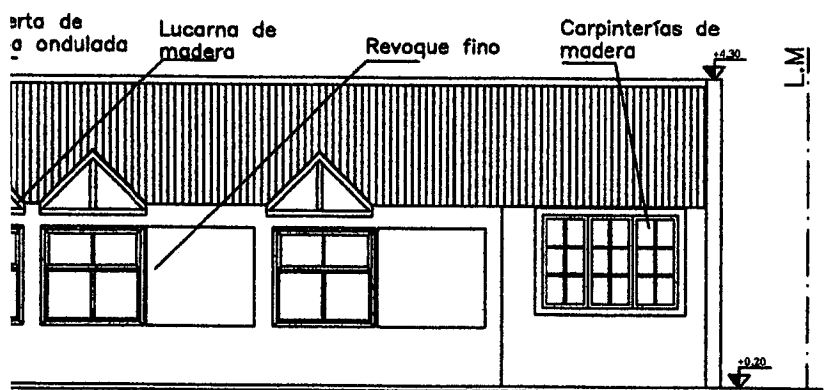 erta de
a ondulada
Lucarna de
madera
Revoque fino
Carpinterías de
madera
+4.30
L.M
+0.20